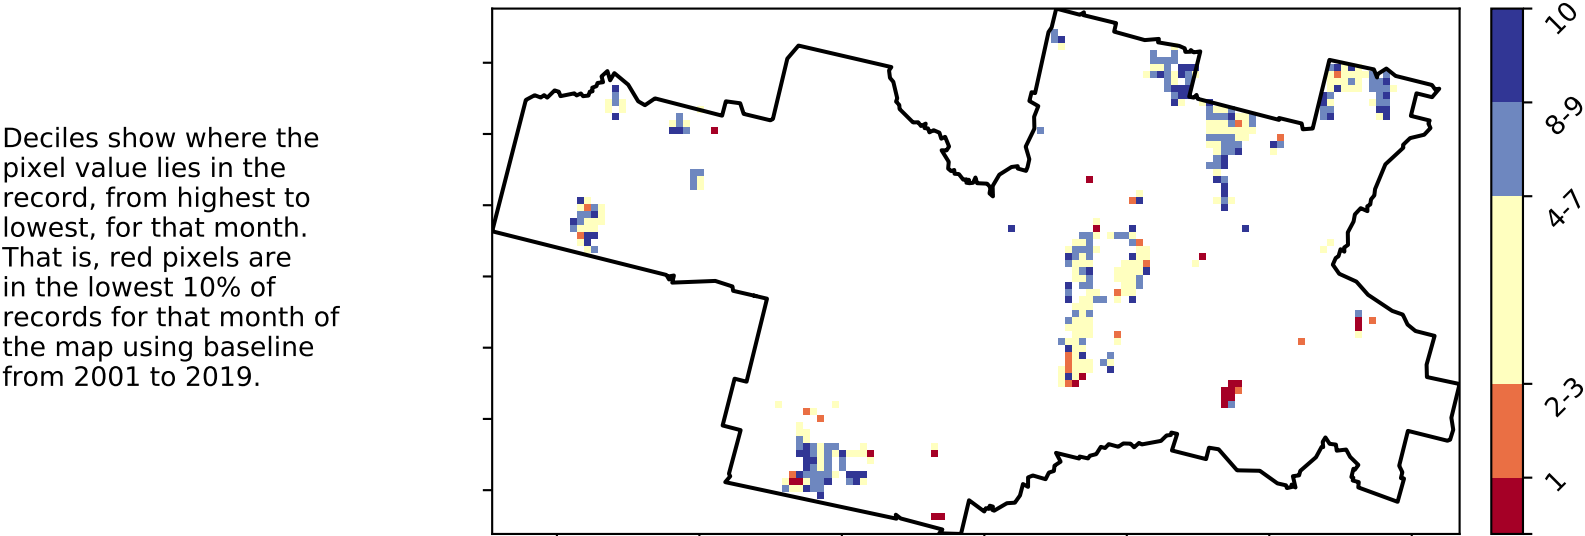 Deciles show where the
pixel value lies in the
record, from highest to
lowest, for that month.
That is, red pixels are
in the lowest 10% of
records for that month of
the map using baseline
from 2001 to 2019.
10
8-9
4-7
2-3
1